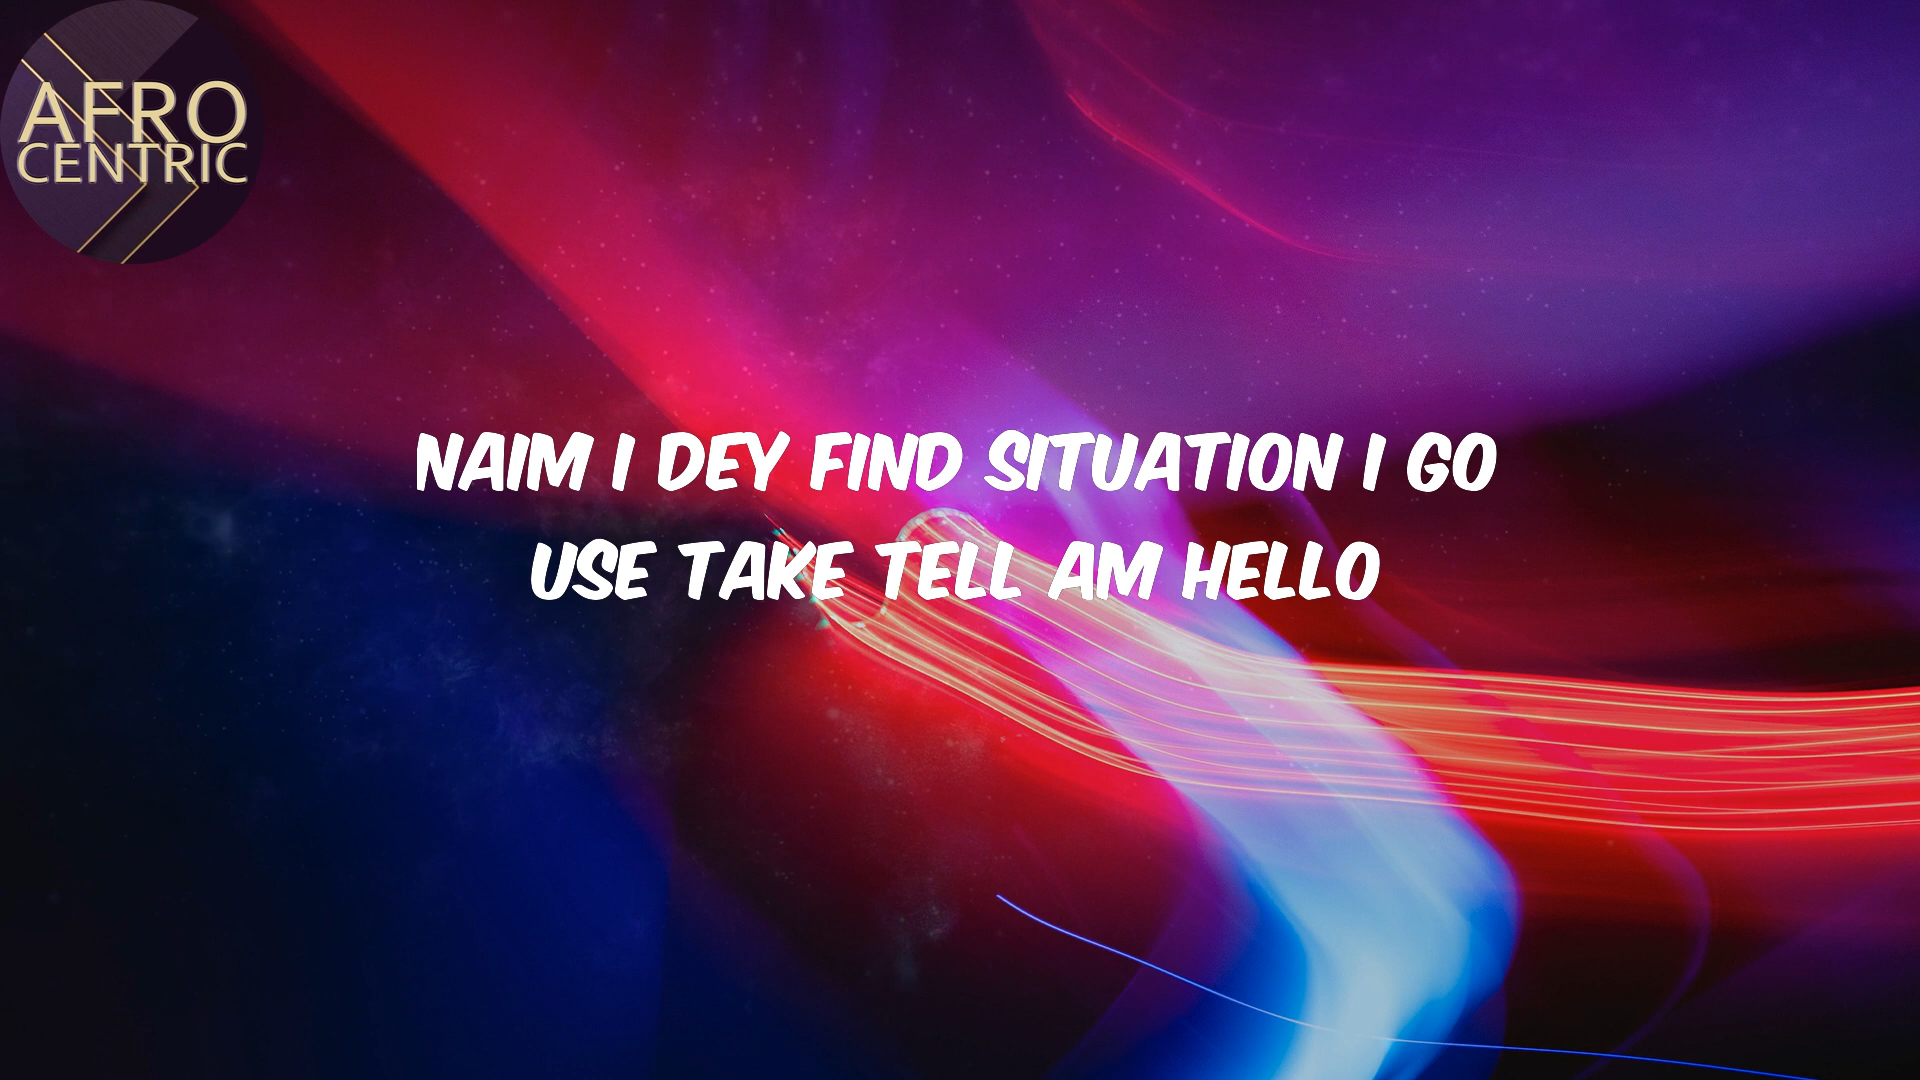 AFRO
CENTRIC
NAIM I DEY FIND SITUATION I GO
USE TAKE TELL AM HELLO